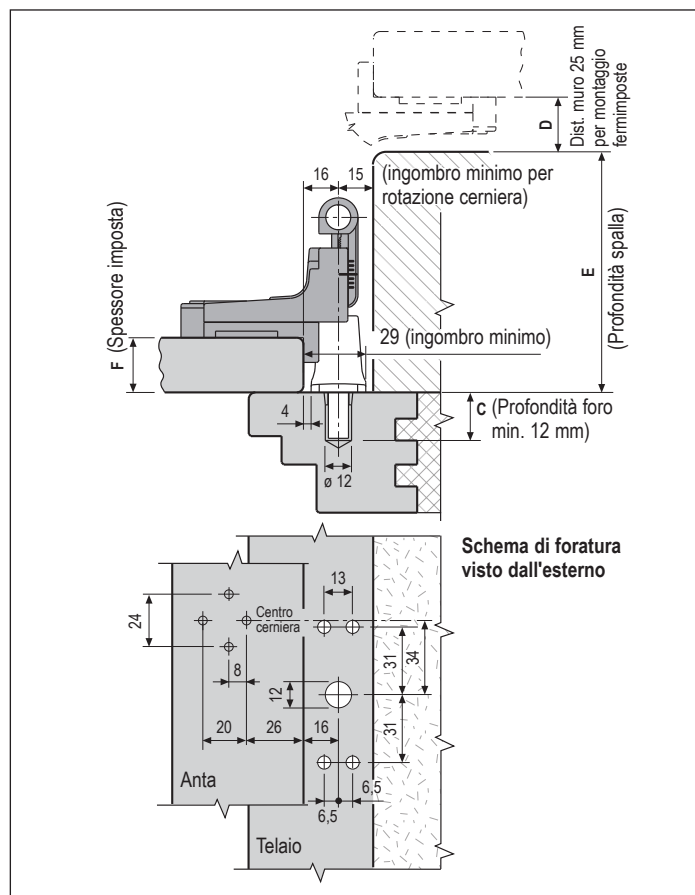 Dist. muro 25 mm
per montaggio
fermimposte
D
16
15
(ingombro minimo per
rotazione cerniera)
E
(Profondità spalla)
F (Spessore imposta)
29 (ingombro minimo)
4
C (Profondità foro
min. 12 mm)
ø 12
Schema di foratura
visto dall'esterno
13
Centro
cerniera
24
31
34
8
12
20
26
16
31
Anta
6,5
6,5
Telaio